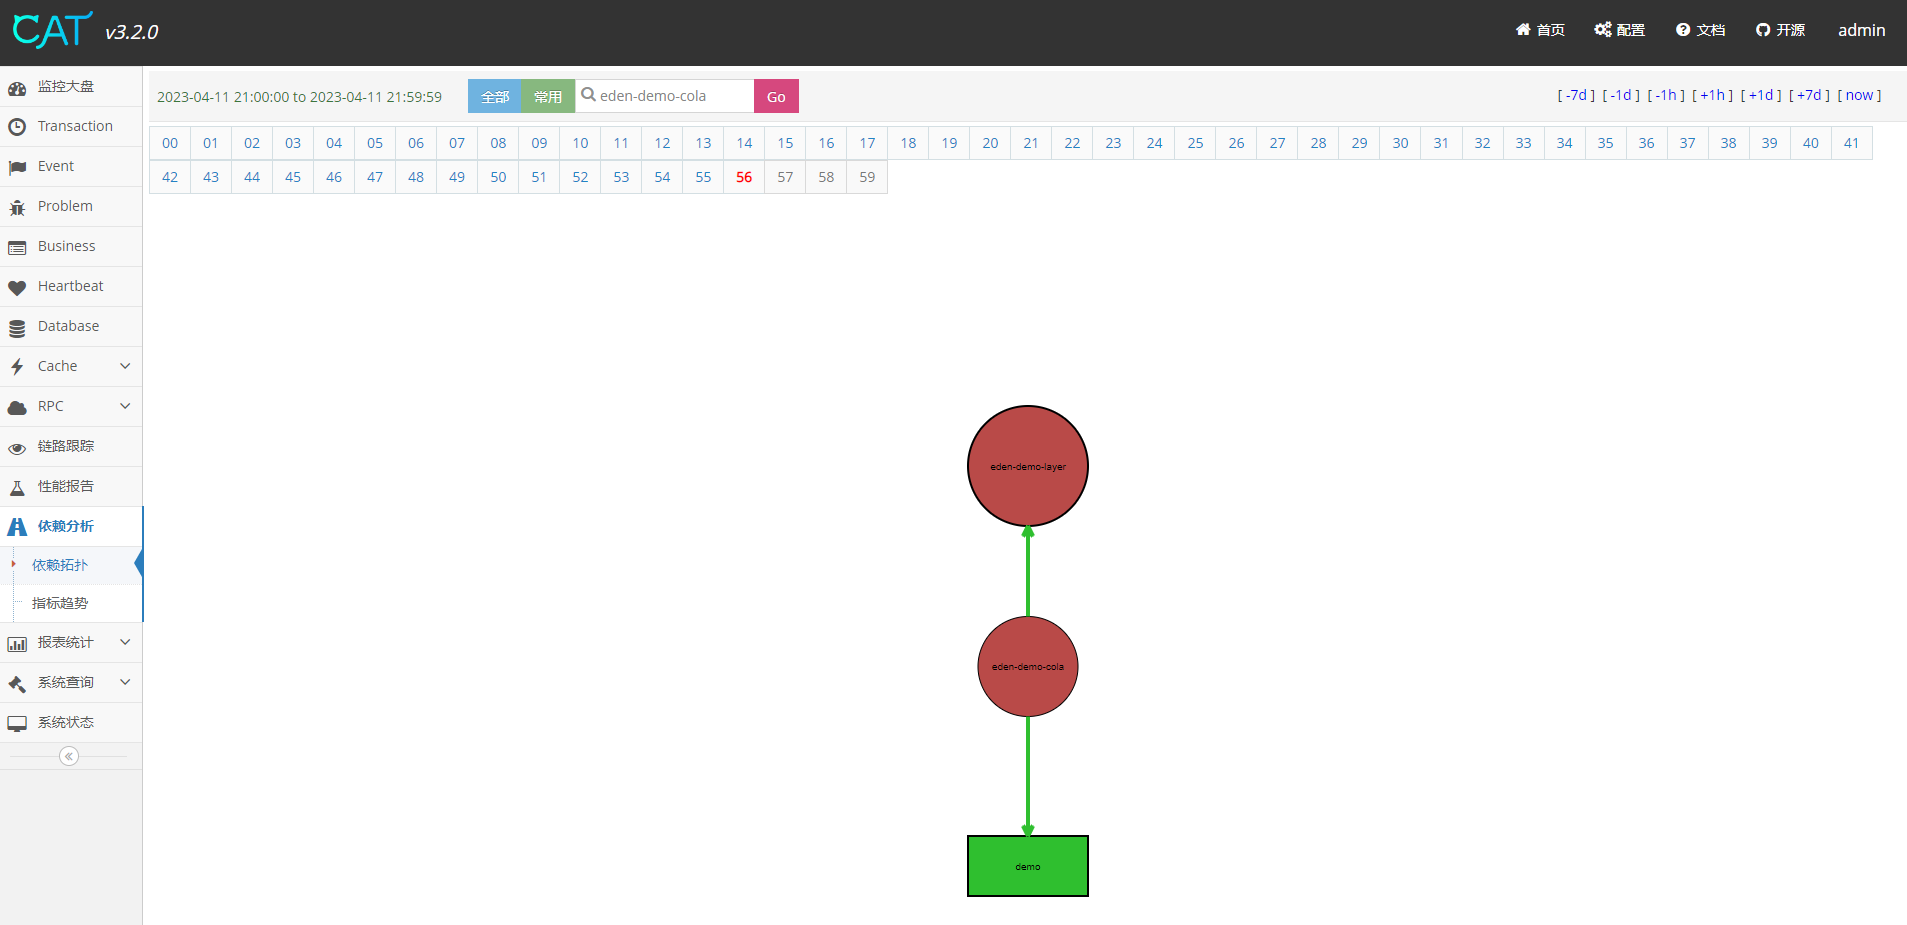 CAT v3.2.0 首页 配置 文档 开源 admin
2023-04-11 21:00:00 to 2023-04-11 21:59:59 全部 常用 eden-demo-cola Go [ -7d ] [ -1d ] [ -1h ] [ +1h ] [ +1d ] [ +7d ] [ now ]
00 01 02 03 04 05 06 07 08 09 10 11 12 13 14 15 16 17 18 19 20 21 22 23 24 25 26 27 28 29 30 31 32 33 34 35 36 37 38 39 40 41
42 43 44 45 46 47 48 49 50 51 52 53 54 55 56 57 58 59
监控大盘
Transaction
Event
Problem
Business
Heartbeat
Database
Cache
RPC
链路跟踪
性能报告
依赖分析
依赖拓扑
指标趋势
报表统计
系统查询
系统状态
eden-demo-layer
eden-demo-cola
demo